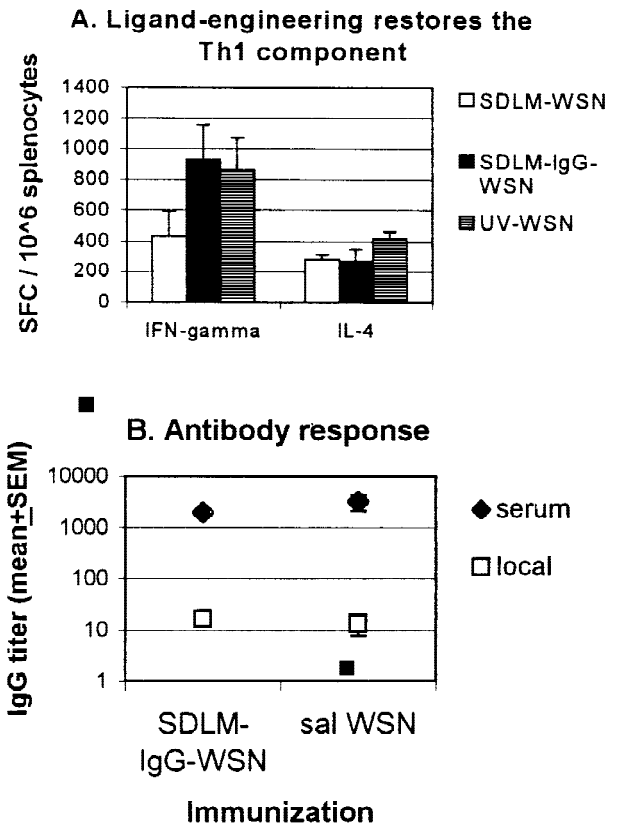 A. Ligand-engineering restores the
Th1 component
SFC / 10^6 splenocytes
1400
1200
1000
800
600
400
200
0
IFN-gamma
IL-4
SDLM-WSN
SDLM-IgG-
WSN
UV-WSN
B. Antibody response
IgG titer (mean±SEM)
10000
1000
100
10
1
SDLM-
IgG-WSN
sal WSN
Immunization
serum
local